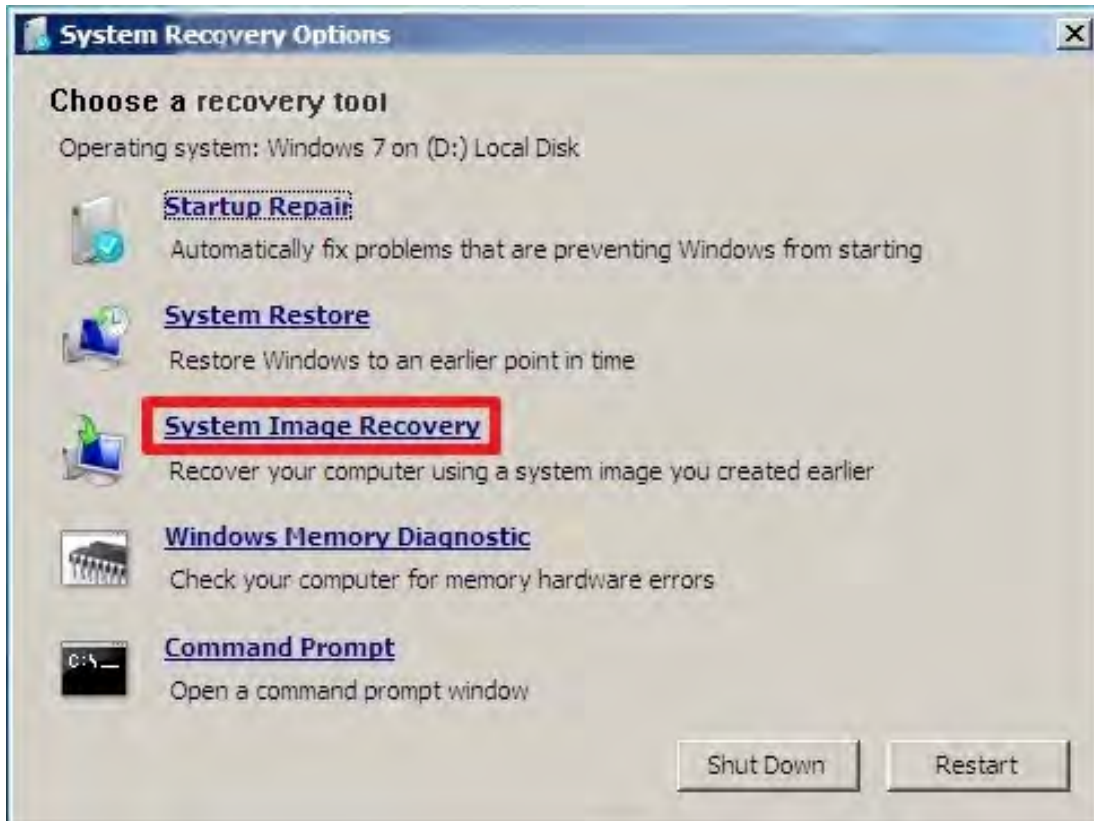 System Recovery Options
Choose a recovery tool
Operating system: Windows 7 on (D:) Local Disk
Startup Repair
Automatically fix problems that are preventing Windows from starting
System Restore
Restore Windows to an earlier point in time
System Image Recovery
Recover your computer using a system image you created earlier
Windows Memory Diagnostic
Check your computer for memory hardware errors
C:\_
Command Prompt
Open a command prompt window
Shut Down
Restart